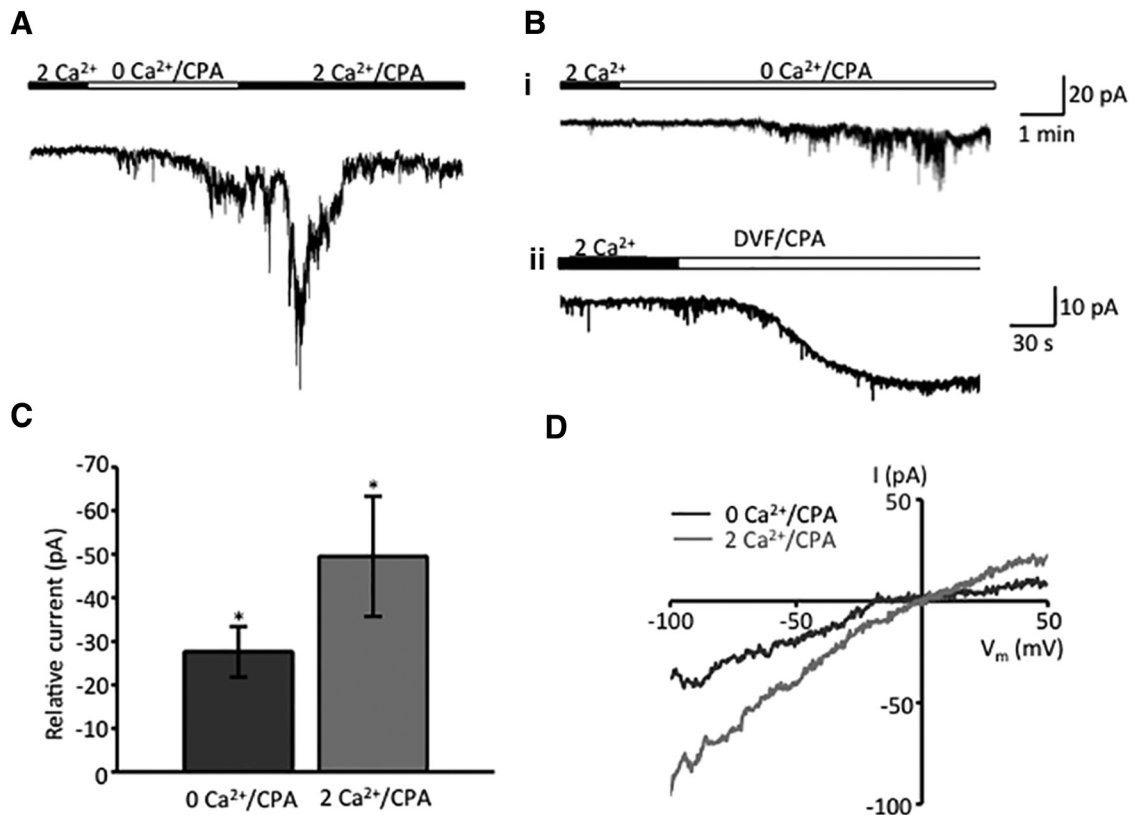 A
2 Ca²⁺ 0 Ca²⁺/CPA 2 Ca²⁺/CPA
B
i
2 Ca²⁺ 0 Ca²⁺/CPA
20 pA
1 min
ii
2 Ca²⁺ DVF/CPA
10 pA
30 s
C
Relative current (pA)
-70
-60
-50
-40
-30
-20
-10
0
*
*
0 Ca²⁺/CPA 2 Ca²⁺/CPA
D
I (pA)
50
0 Ca²⁺/CPA
2 Ca²⁺/CPA
-100 -50 50
Vₘ (mV)
-50
-100